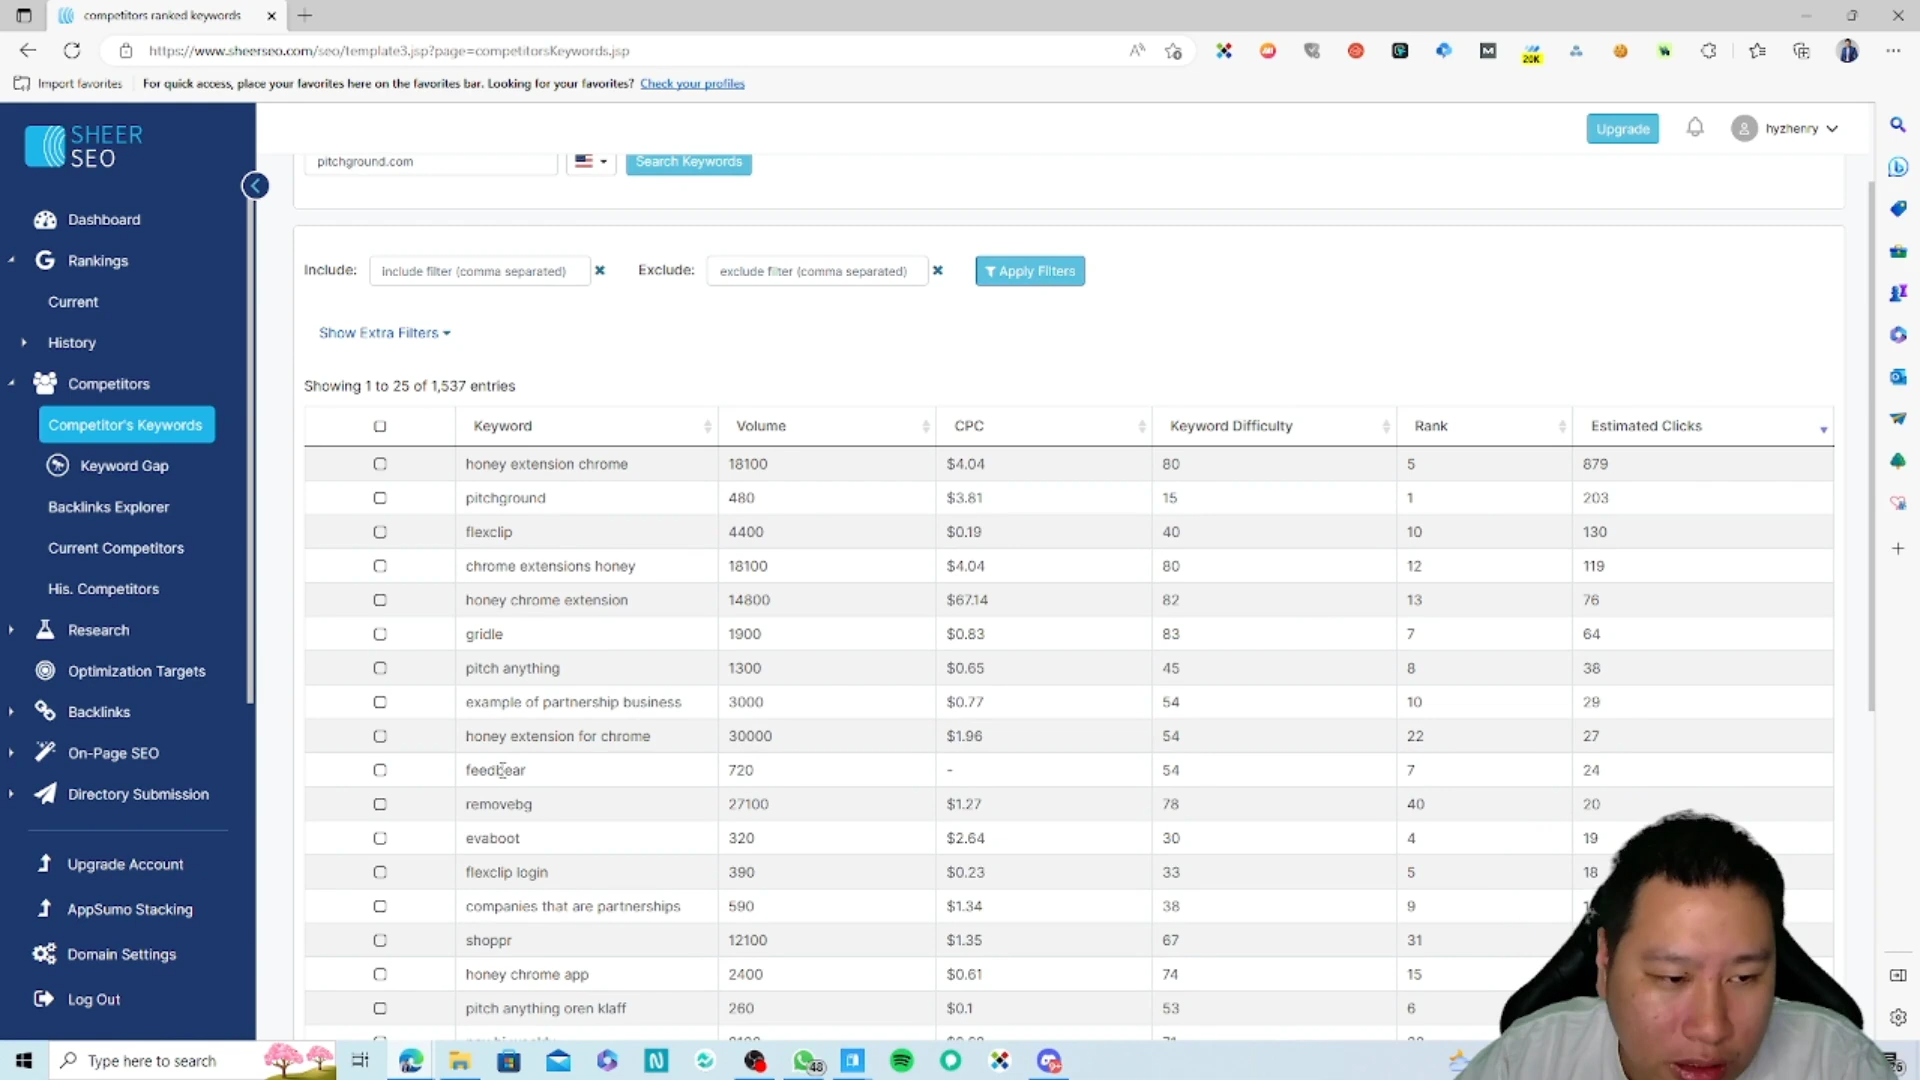 competitors ranked keywords
https://www.sheerseo.com/seo/template3.jsp?page=competitorsKeywords.jsp
20K
Import favorites
For quick access, place your favorites here on the favorites bar. Looking for your favorites? Check your profiles
SHEER
SEO
Upgrade
hyzhenry
pitchground.com
Search Keywords
Dashboard
Rankings
Current
History
Competitors
Competitor's Keywords
Keyword Gap
Backlinks Explorer
Current Competitors
His. Competitors
Research
Optimization Targets
Backlinks
On-Page SEO
Directory Submission
Upgrade Account
AppSumo Stacking
Domain Settings
Log Out
Include: include filter (comma separated) Exclude: exclude filter (comma separated) Apply Filters
Show Extra Filters
Showing 1 to 25 of 1,537 entries
Keyword Volume CPC Keyword Difficulty Rank Estimated Clicks
honey extension chrome 18100 $4.04 80 5 879
pitchground 480 $3.81 15 1 203
flexclip 4400 $0.19 40 10 130
chrome extensions honey 18100 $4.04 80 12 119
honey chrome extension 14800 $67.14 82 13 76
gridle 1900 $0.83 83 7 64
pitch anything 1300 $0.65 45 8 38
example of partnership business 3000 $0.77 54 10 29
honey extension for chrome 30000 $1.96 54 22 27
feedbear 720 - 54 7 24
removebg 27100 $1.27 78 40 20
evaboot 320 $2.64 30 4 19
flexclip login 390 $0.23 33 5 18
companies that are partnerships 590 $1.34 38 9
shoppr 12100 $1.35 67 31
honey chrome app 2400 $0.61 74 15
pitch anything oren klaff 260 $0.1 53 6
Type here to search
48